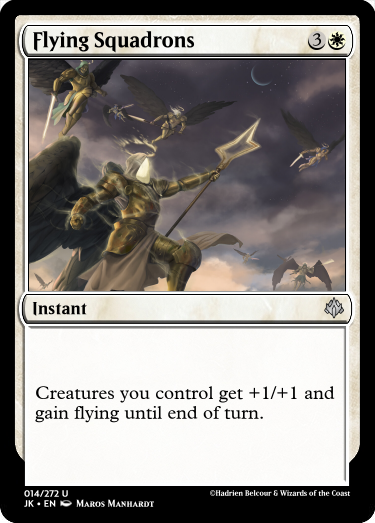 Flying Squadrons 3
Instant
Creatures you control get +1/+1 and
gain flying until end of turn.
014/272 U
JK • EN Maros Manhardt
©Hadrien Belcour & Wizards of the Coast